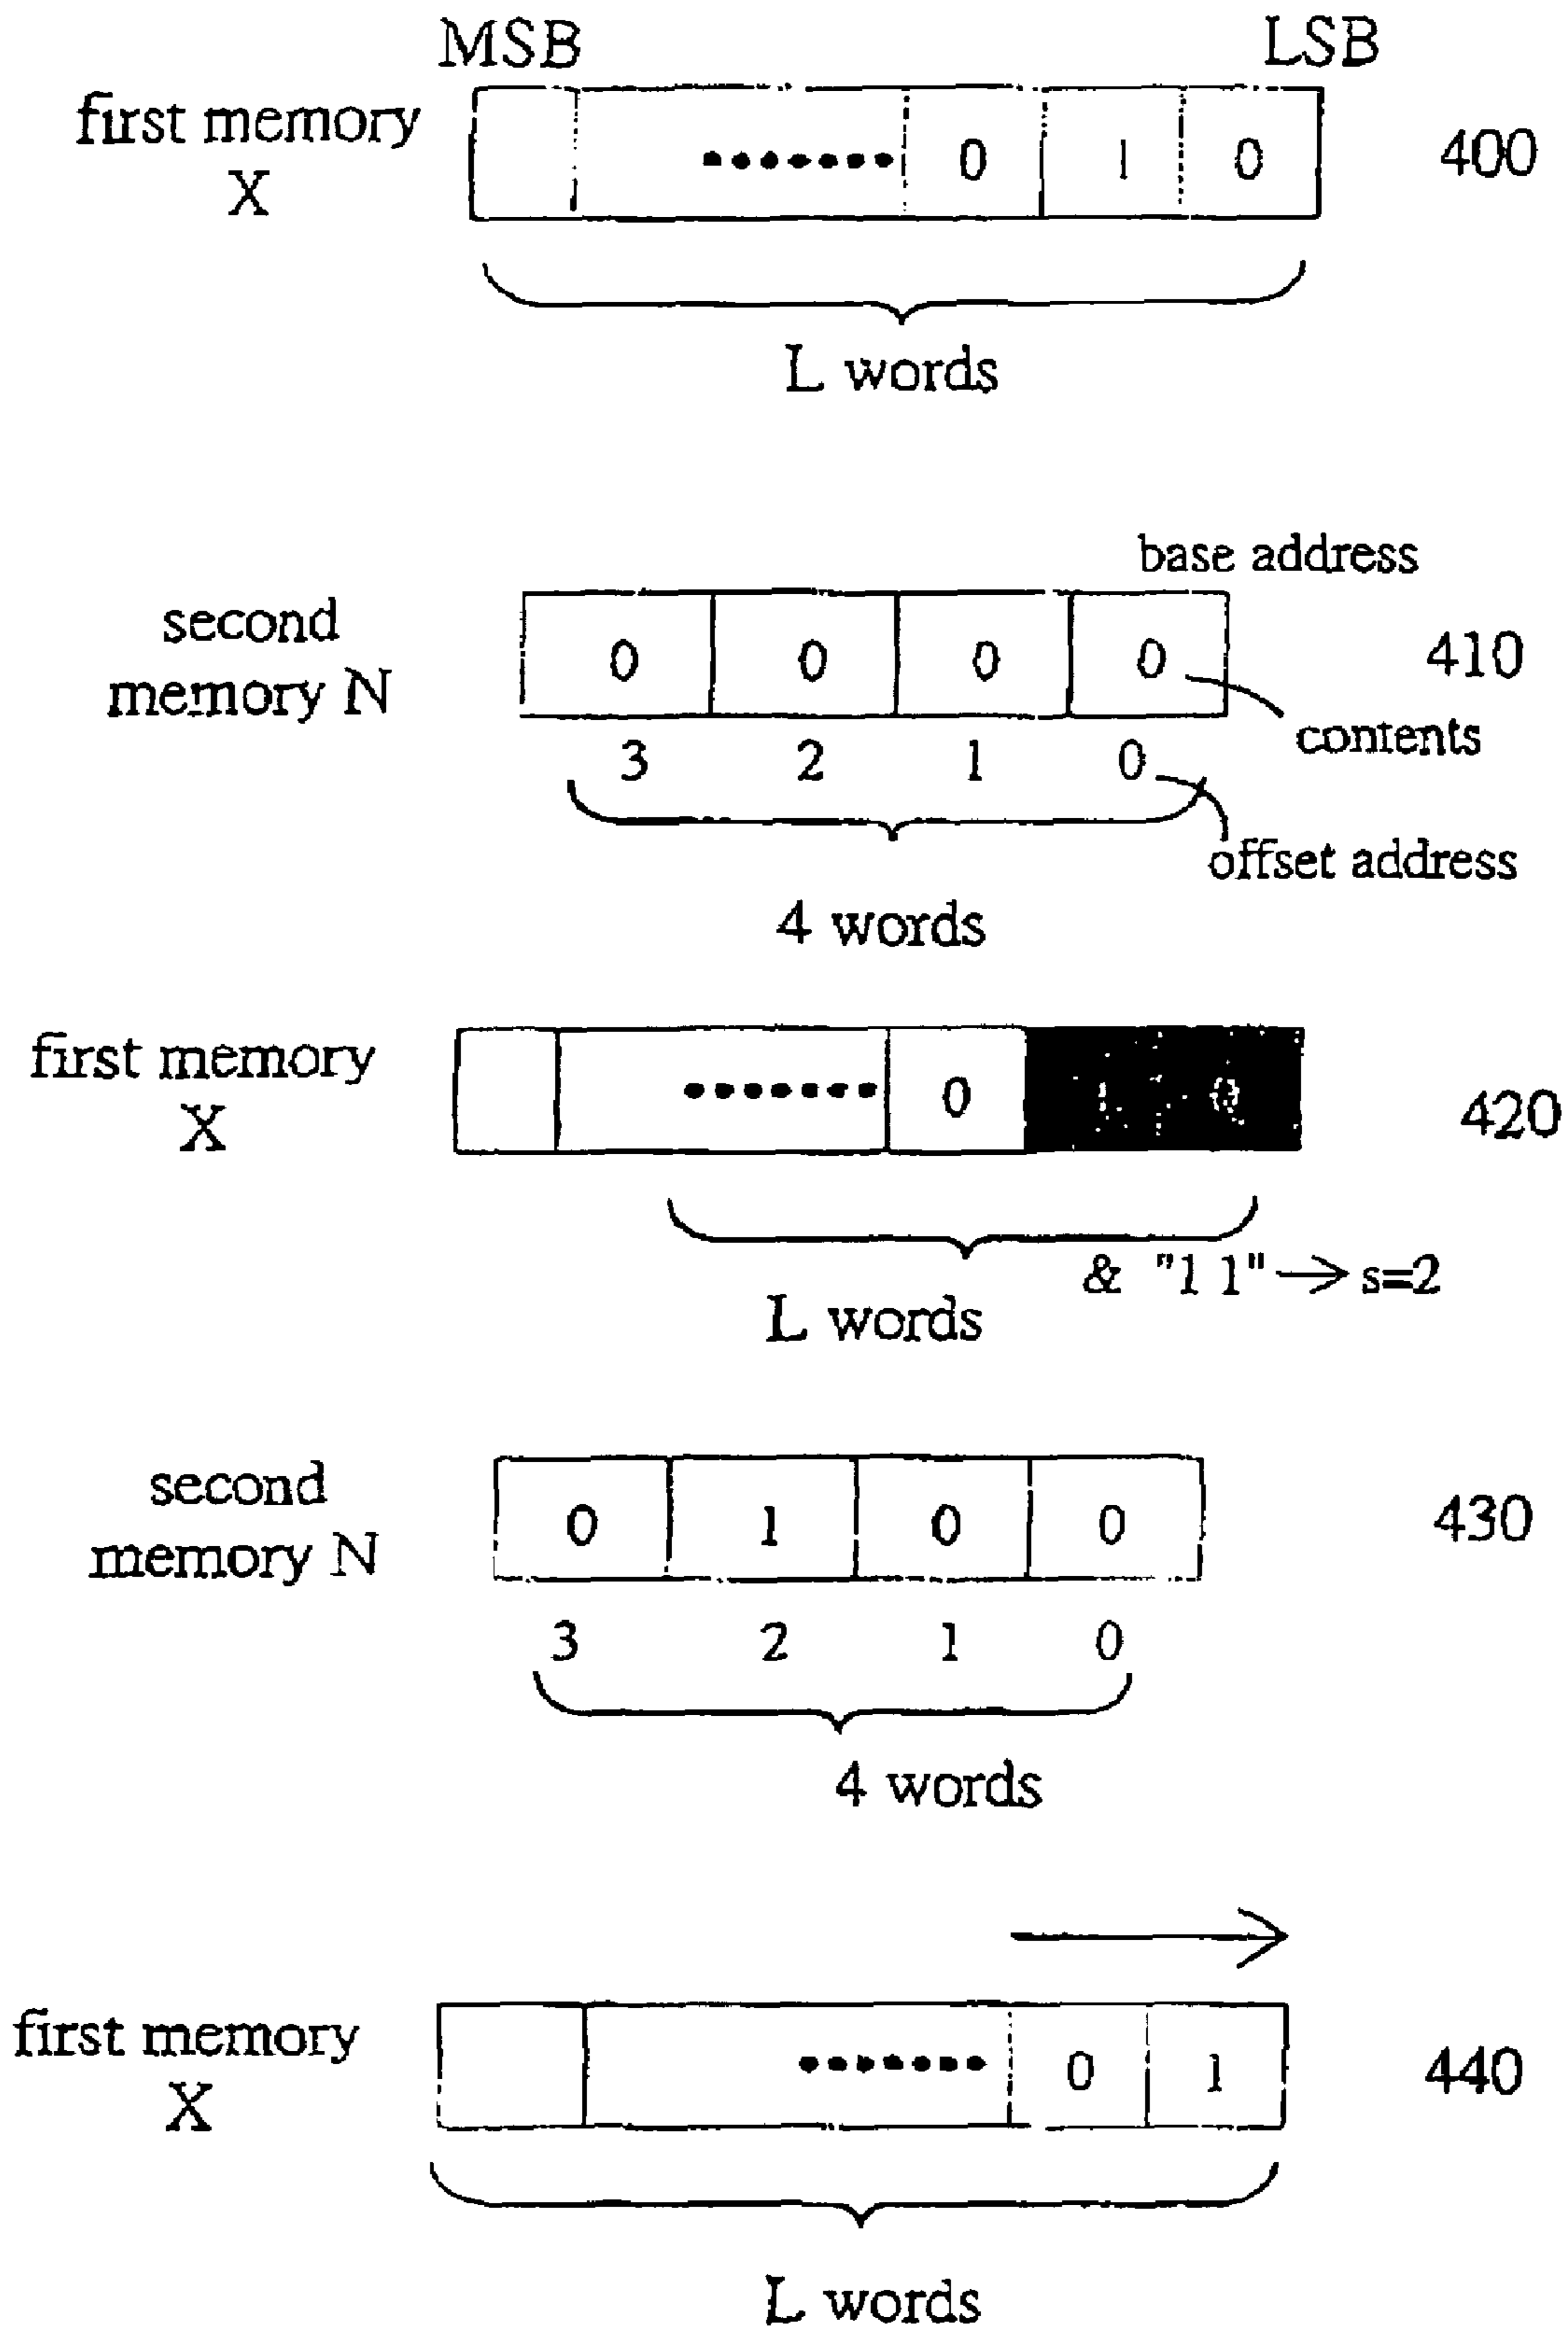 MSB LSB
first memory
X
0 1 0
400
L words
base address
second
memory N
0 0 0 0
410
contents
3 2 1 0
offset address
4 words
first memory
X
0 1 0
420
& "1 1" → s=2
L words
second
memory N
0 1 0 0
430
3 2 1 0
4 words
first memory
X
0 1
440
L words